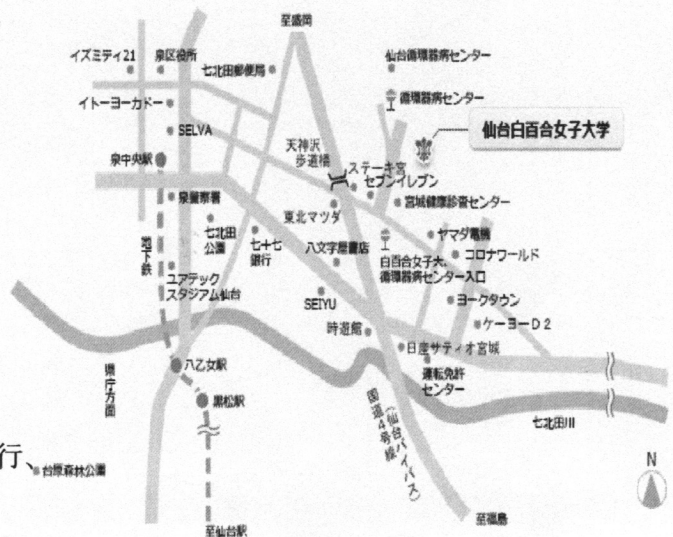 至盛岡
イズミティ21
泉区役所
七北田郵便局
仙台循環器病センター
イトーヨーカドー
循環器病センター
SELVA
天神沢
歩道橋
仙台白百合女子大学
泉中央駅
ステーキ宮
セブンイレブン
泉警察署
東北マツダ
宮城健康診査センター
七北田
公園
七十七
銀行
八文字屋書店
ヤマダ電機
地下鉄
白百合女子大、
循環器病センター入口
コロナワールド
ユアテック
スタジアム仙台
SEIYU
ヨークタウン
時遊館
ケーヨーD2
日産サティオ宮城
八乙女駅
運転免許
センター
県庁方面
黒松駅
国道4号線
(仙台バイパス)
七北田川
行、
台原森林公園
N
至仙台駅
至福島